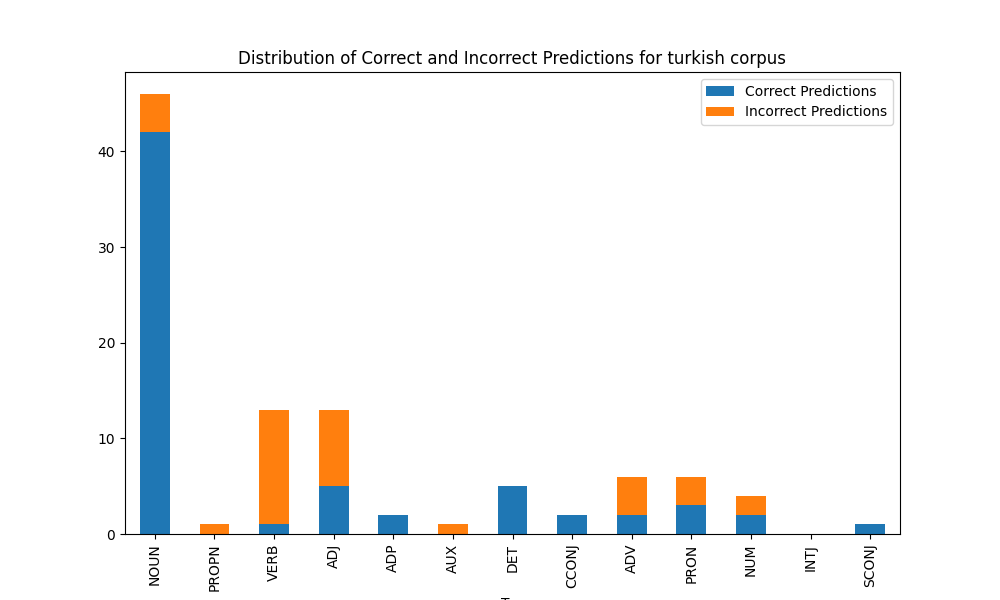 Distribution of Correct and Incorrect Predictions for turkish corpus
Correct Predictions
Incorrect Predictions
40
30
20
10
0
NOUN
PROPN
VERB
ADJ
ADP
AUX
DET
CCONJ
ADV
PRON
NUM
INTJ
SCONJ